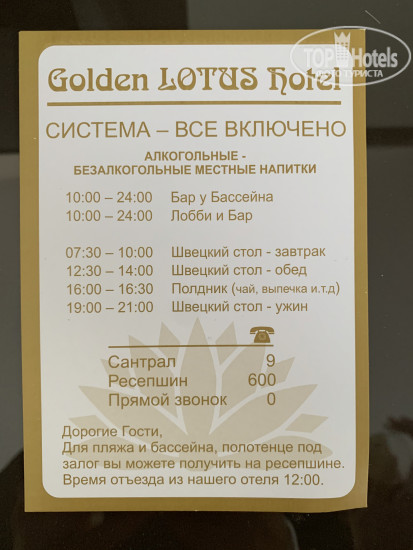 TOP Hotels
ФОТО ТУРИСТА
Golden LOTUS hotel
СИСТЕМА – ВСЕ ВКЛЮЧЕНО
АЛКОГОЛЬНЫЕ -
БЕЗАЛКОГОЛЬНЫЕ МЕСТНЫЕ НАПИТКИ
10:00 – 24:00 Бар у Бассейна
10:00 – 24:00 Лобби и Бар
07:30 – 10:00 Швецкий стол - завтрак
12:30 – 14:00 Швецкий стол - обед
16:00 – 16:30 Полдник (чай, выпечка и.т.д)
19:00 – 21:00 Швецкий стол - ужин
Сантрал 9
Ресепшин 600
Прямой звонок 0
Дорогие Гости,
Для пляжа и бассейна, полотенце под
залог вы можете получить на ресепшине.
Время отъезда из нашего отеля 12:00.